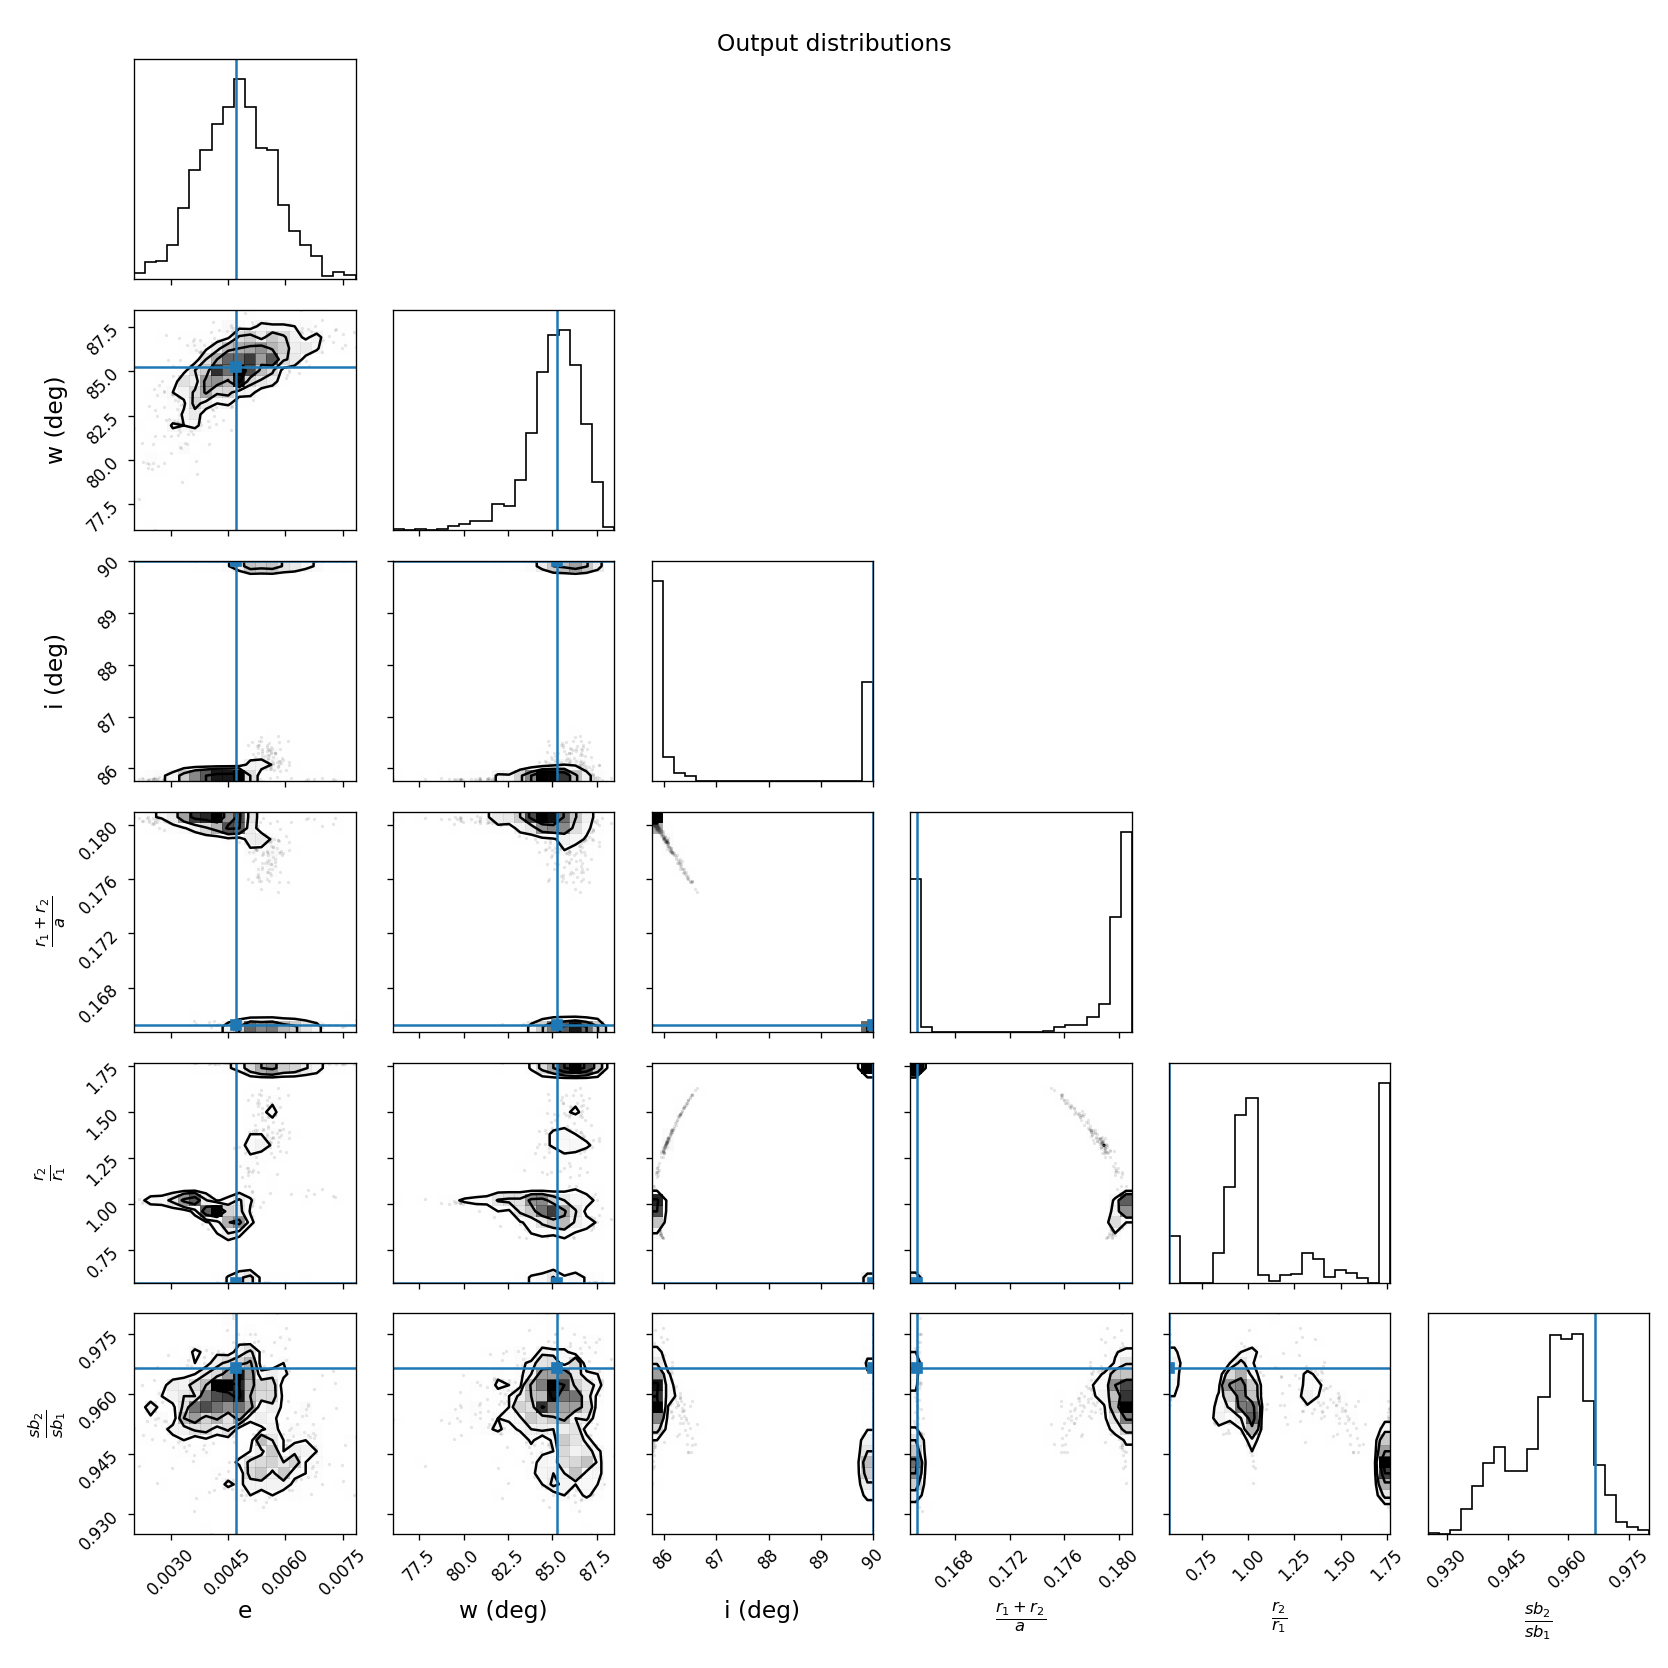 Output distributions
w (deg)
87.5
85.0
82.5
80.0
77.5
i (deg)
90
89
88
87
86
r₁ + r₂
a
0.180
0.176
0.172
0.168
r₂
r₁
1.75
1.50
1.25
1.00
0.75
sb₂
sb₁
0.975
0.960
0.945
0.930
0.0030 0.0045 0.0060 0.0075 77.5 80.0 82.5 85.0 87.5 86 87 88 89 90 0.168 0.172 0.176 0.180 0.75 1.00 1.25 1.50 1.75 0.930 0.945 0.960 0.975
e w (deg) i (deg) r₁ + r₂ r₂ sb₂
a r₁ sb₁